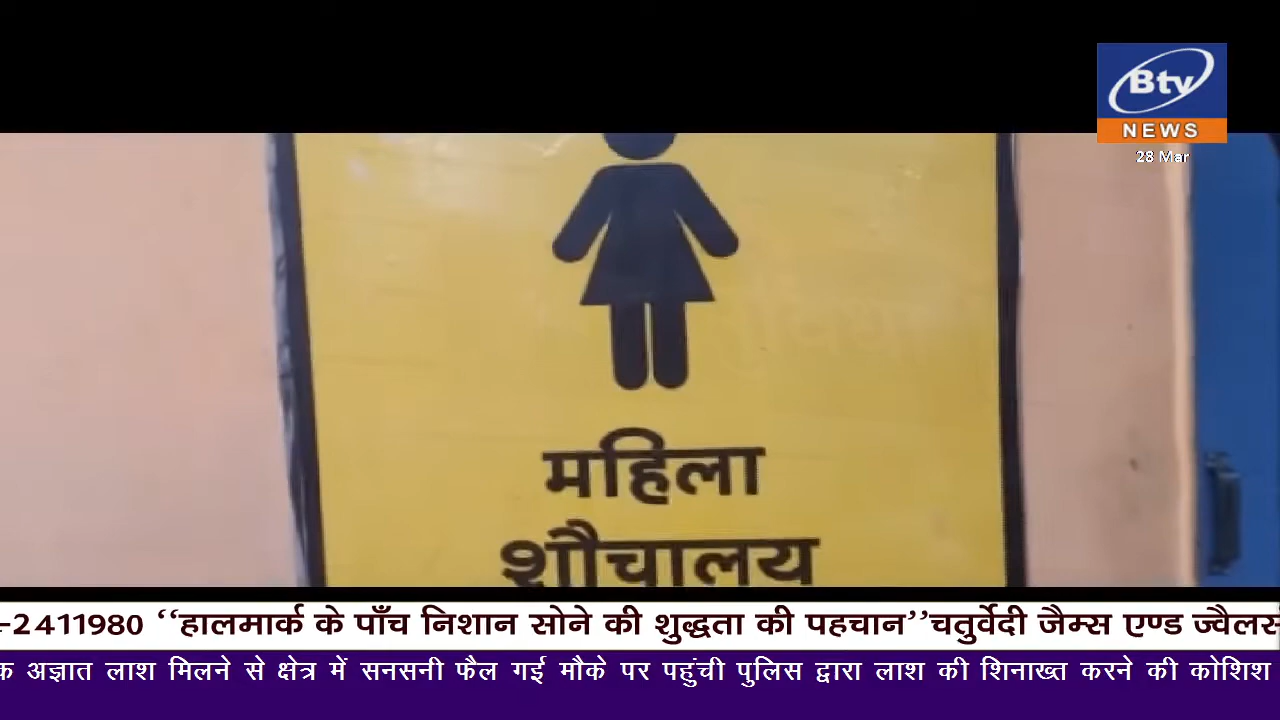 Btv
NEWS
28 Mar
महिला
शौचालय
-2411980 ‘‘हालमार्क के पाँच निशान सोने की शुद्धता की पहचान’’चतुर्वेदी जैम्स एण्ड ज्वैलर्स
अज्ञात लाश मिलने से क्षेत्र में सनसनी फैल गई मौके पर पहुंची पुलिस द्वारा लाश की शिनाख्त करने की कोशिश